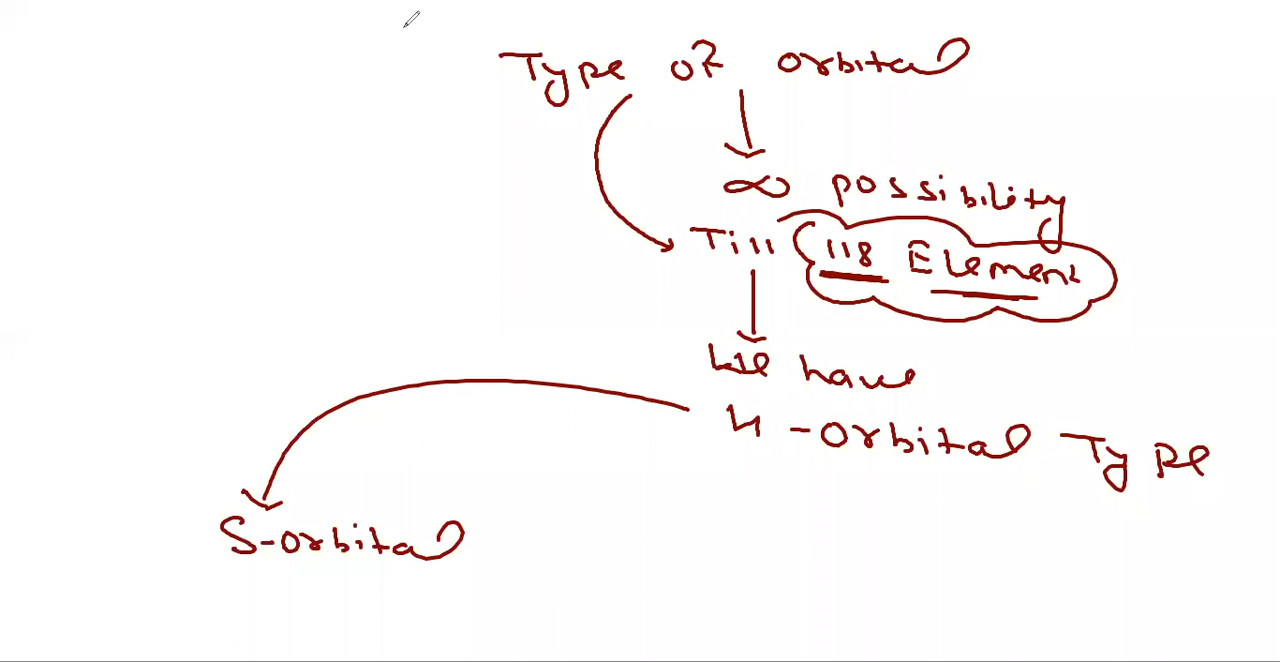 Type of orbital
∞ possibility
Till 118 Element
We have
4-orbital Type
S-orbital